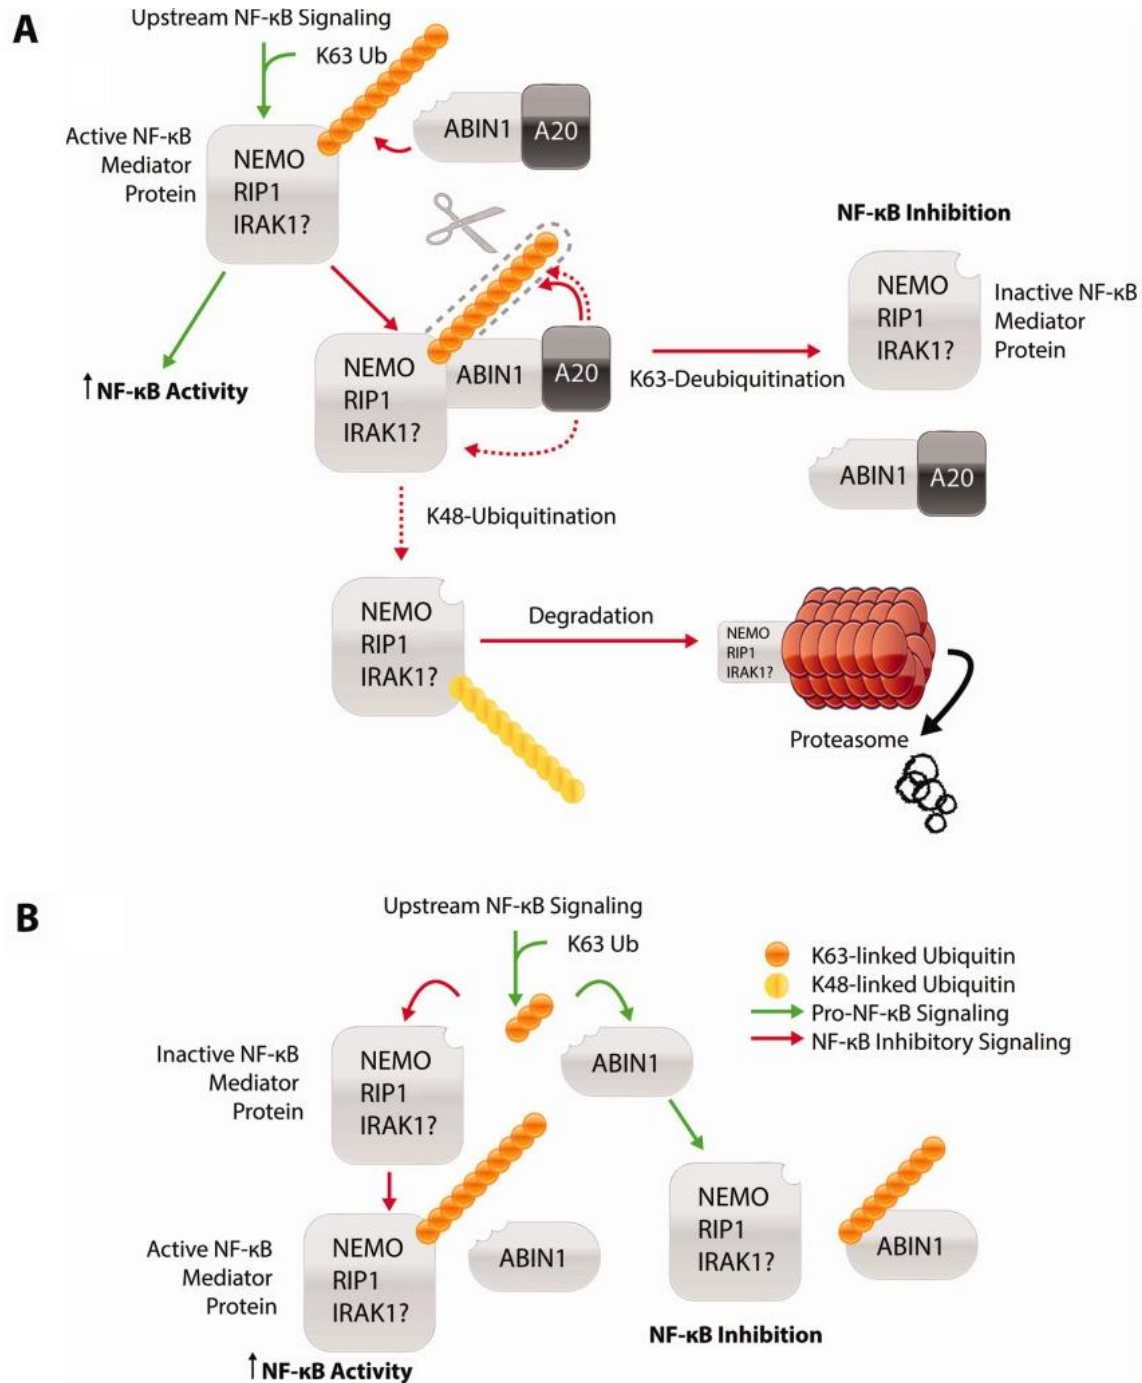 A
Upstream NF-κB Signaling
K63 Ub
ABIN1
A20
Active NF-κB
Mediator
Protein
NEMO
RIP1
IRAK1?
NF-κB Inhibition
↑NF-κB Activity
NEMO
RIP1
IRAK1?
ABIN1
A20
K63-Deubiquitination
NEMO
RIP1
IRAK1?
Inactive NF-κB
Mediator
Protein
ABIN1
A20
K48-Ubiquitination
NEMO
RIP1
IRAK1?
Degradation
NEMO
RIP1
IRAK1?
Proteasome
B
Upstream NF-κB Signaling
K63 Ub
K63-linked Ubiquitin
K48-linked Ubiquitin
Pro-NF-κB Signaling
NF-κB Inhibitory Signaling
Inactive NF-κB
Mediator
Protein
NEMO
RIP1
IRAK1?
ABIN1
Active NF-κB
Mediator
Protein
NEMO
RIP1
IRAK1?
ABIN1
NEMO
RIP1
IRAK1?
ABIN1
NF-κB Inhibition
↑NF-κB Activity